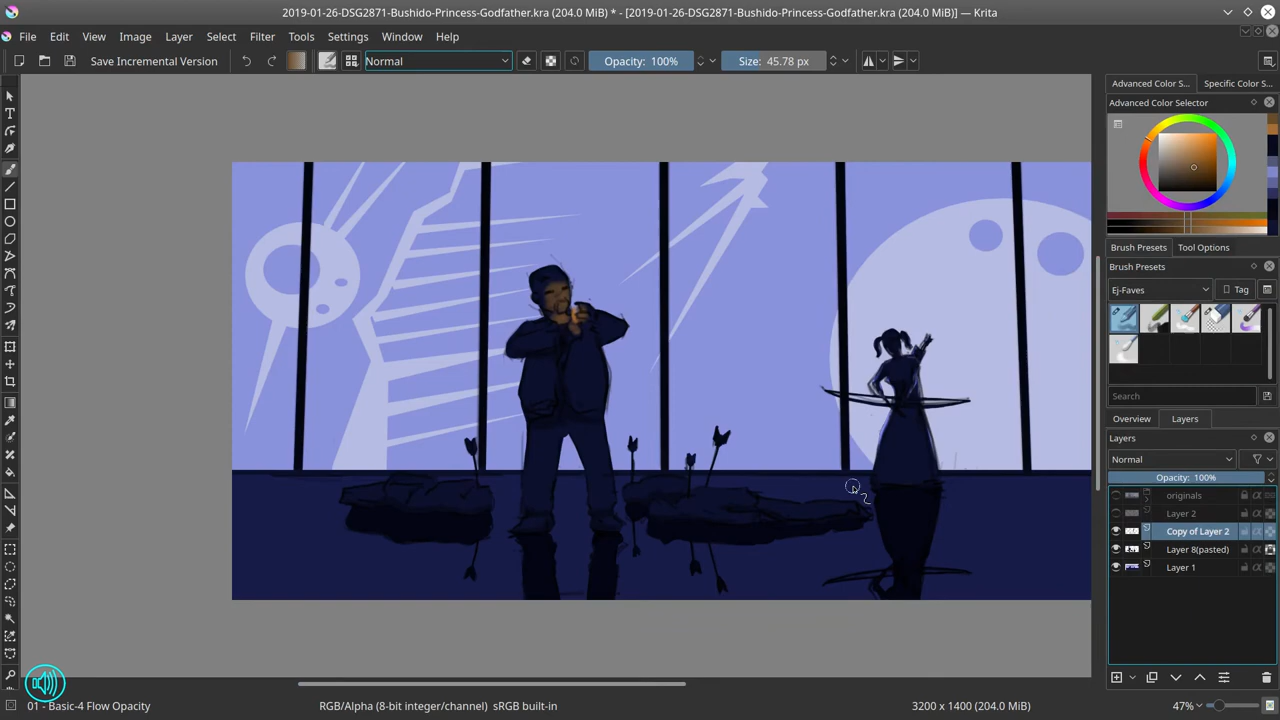 2019-01-26-DSG2871-Bushido-Princess-Godfather.kra (204.0 MiB) * - [2019-01-26-DSG2871-Bushido-Princess-Godfather.kra (204.0 MiB)] — Krita
File Edit View Image Layer Select Filter Tools Settings Window Help
Save Incremental Version Normal Opacity: 100% Size: 45.78 px
Advanced Color S... Specific Color S...
Advanced Color Selector
Brush Presets Tool Options
Brush Presets
Ej-Faves Tag
Search
Overview Layers
Layers
Normal
Opacity: 100%
originals
Layer 2
Copy of Layer 2
Layer 8(pasted)
Layer 1
01 - Basic-4 Flow Opacity RGB/Alpha (8-bit integer/channel) sRGB built-in 3200 x 1400 (204.0 MiB) 47%